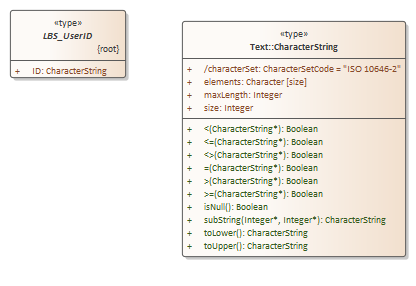 «type»
LBS_UserID
{root}
+ ID: CharacterString
«type»
Text::CharacterString
+ /characterSet: CharacterSetCode = "ISO 10646-2"
+ elements: Character [size]
+ maxLength: Integer
+ size: Integer
+ <(CharacterString*): Boolean
+ <=(CharacterString*): Boolean
+ <>(CharacterString*): Boolean
+ =(CharacterString*): Boolean
+ >(CharacterString*): Boolean
+ >=(CharacterString*): Boolean
+ isNull(): Boolean
+ subString(Integer*, Integer*): CharacterString
+ toLower(): CharacterString
+ toUpper(): CharacterString